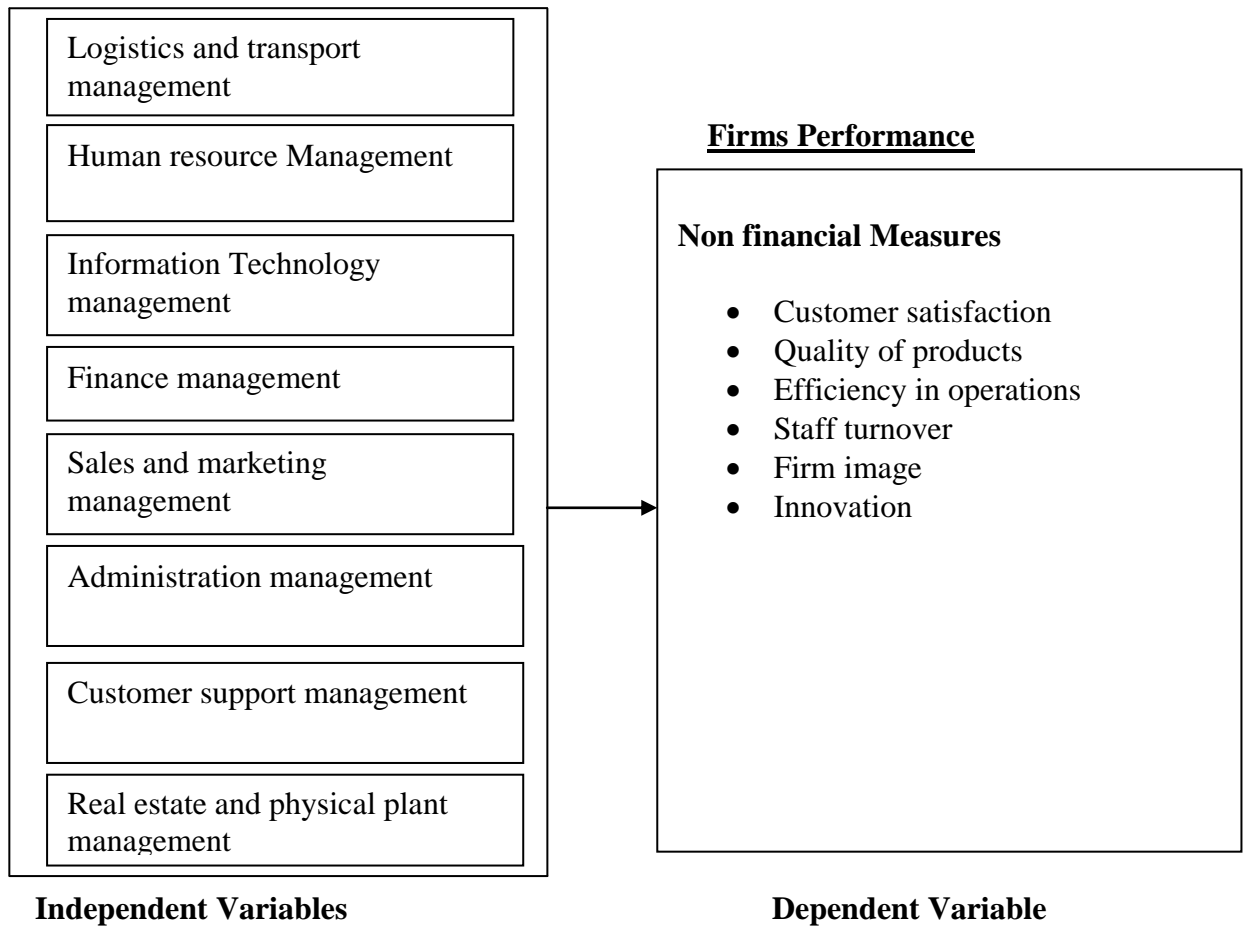 Logistics and transport
management
Human resource Management
Information Technology
management
Finance management
Sales and marketing
management
Administration management
Customer support management
Real estate and physical plant
management
Independent Variables
Firms Performance
Non financial Measures
• Customer satisfaction
• Quality of products
• Efficiency in operations
• Staff turnover
• Firm image
• Innovation
Dependent Variable